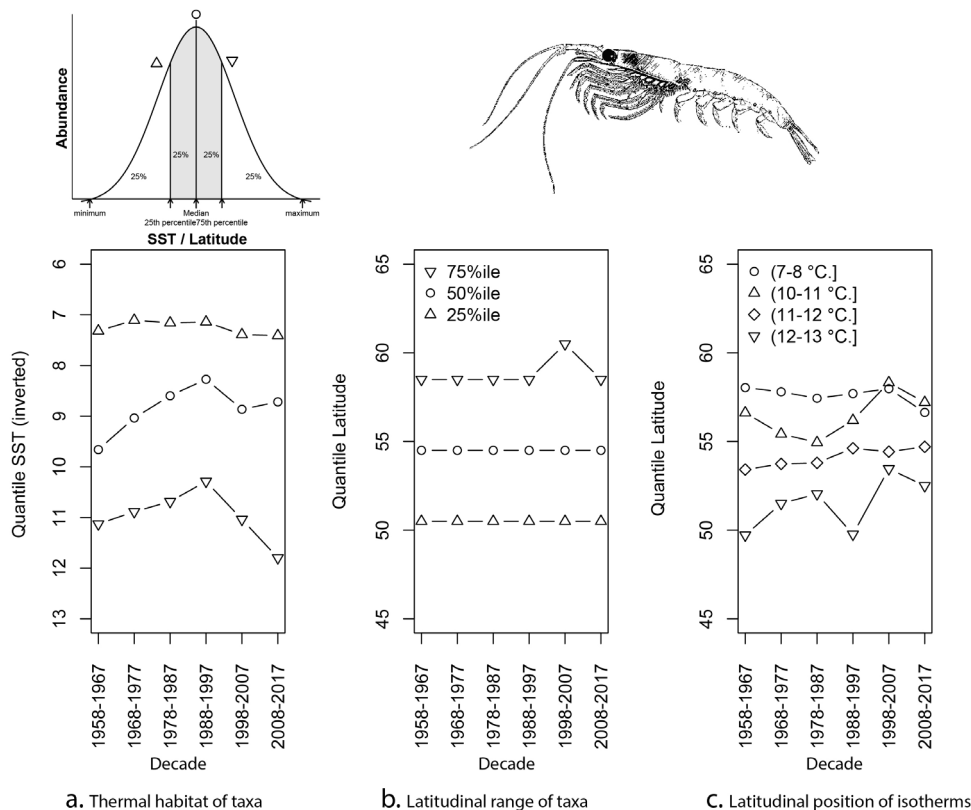 Abundance
25%
25%
25%
25%
minimum
Median
maximum
25th percentile75th percentile
SST / Latitude
Quantile SST (inverted)
6
7
8
9
10
11
12
13
1958-1967
1968-1977
1978-1987
1988-1997
1998-2007
2008-2017
Decade
a. Thermal habitat of taxa
75%ile
50%ile
25%ile
Quantile Latitude
65
60
55
50
45
1958-1967
1968-1977
1978-1987
1988-1997
1998-2007
2008-2017
Decade
b. Latitudinal range of taxa
(7-8 °C.]
(10-11 °C.]
(11-12 °C.]
(12-13 °C.]
Quantile Latitude
65
60
55
50
45
1958-1967
1968-1977
1978-1987
1988-1997
1998-2007
2008-2017
Decade
c. Latitudinal position of isotherms